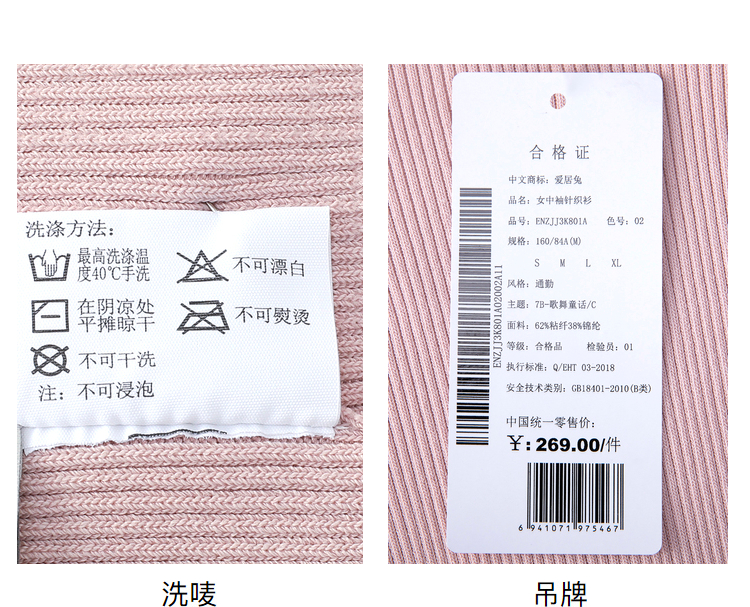 洗涤方法：
最高洗涤温
度40℃手洗
不可漂白
在阴凉处
平摊晾干
不可熨烫
不可干洗
注：不可浸泡
洗唛
合格证
中文商标：爱居兔
品名：女中袖针织衫
品号：ENZJJ3K801A 色号：02
规格：160/84A(M)
S M L XL
风格：通勤
主题：7B-歌舞童话/C
面料：62%粘纤38%锦纶
等级：合格品 检验员：01
执行标准：Q/EHT 03-2018
安全技术类别：GB18401-2010(B类)
中国统一零售价：
¥：269.00/件
6 941071 975467
ENZJJ3K801A02002A11
吊牌